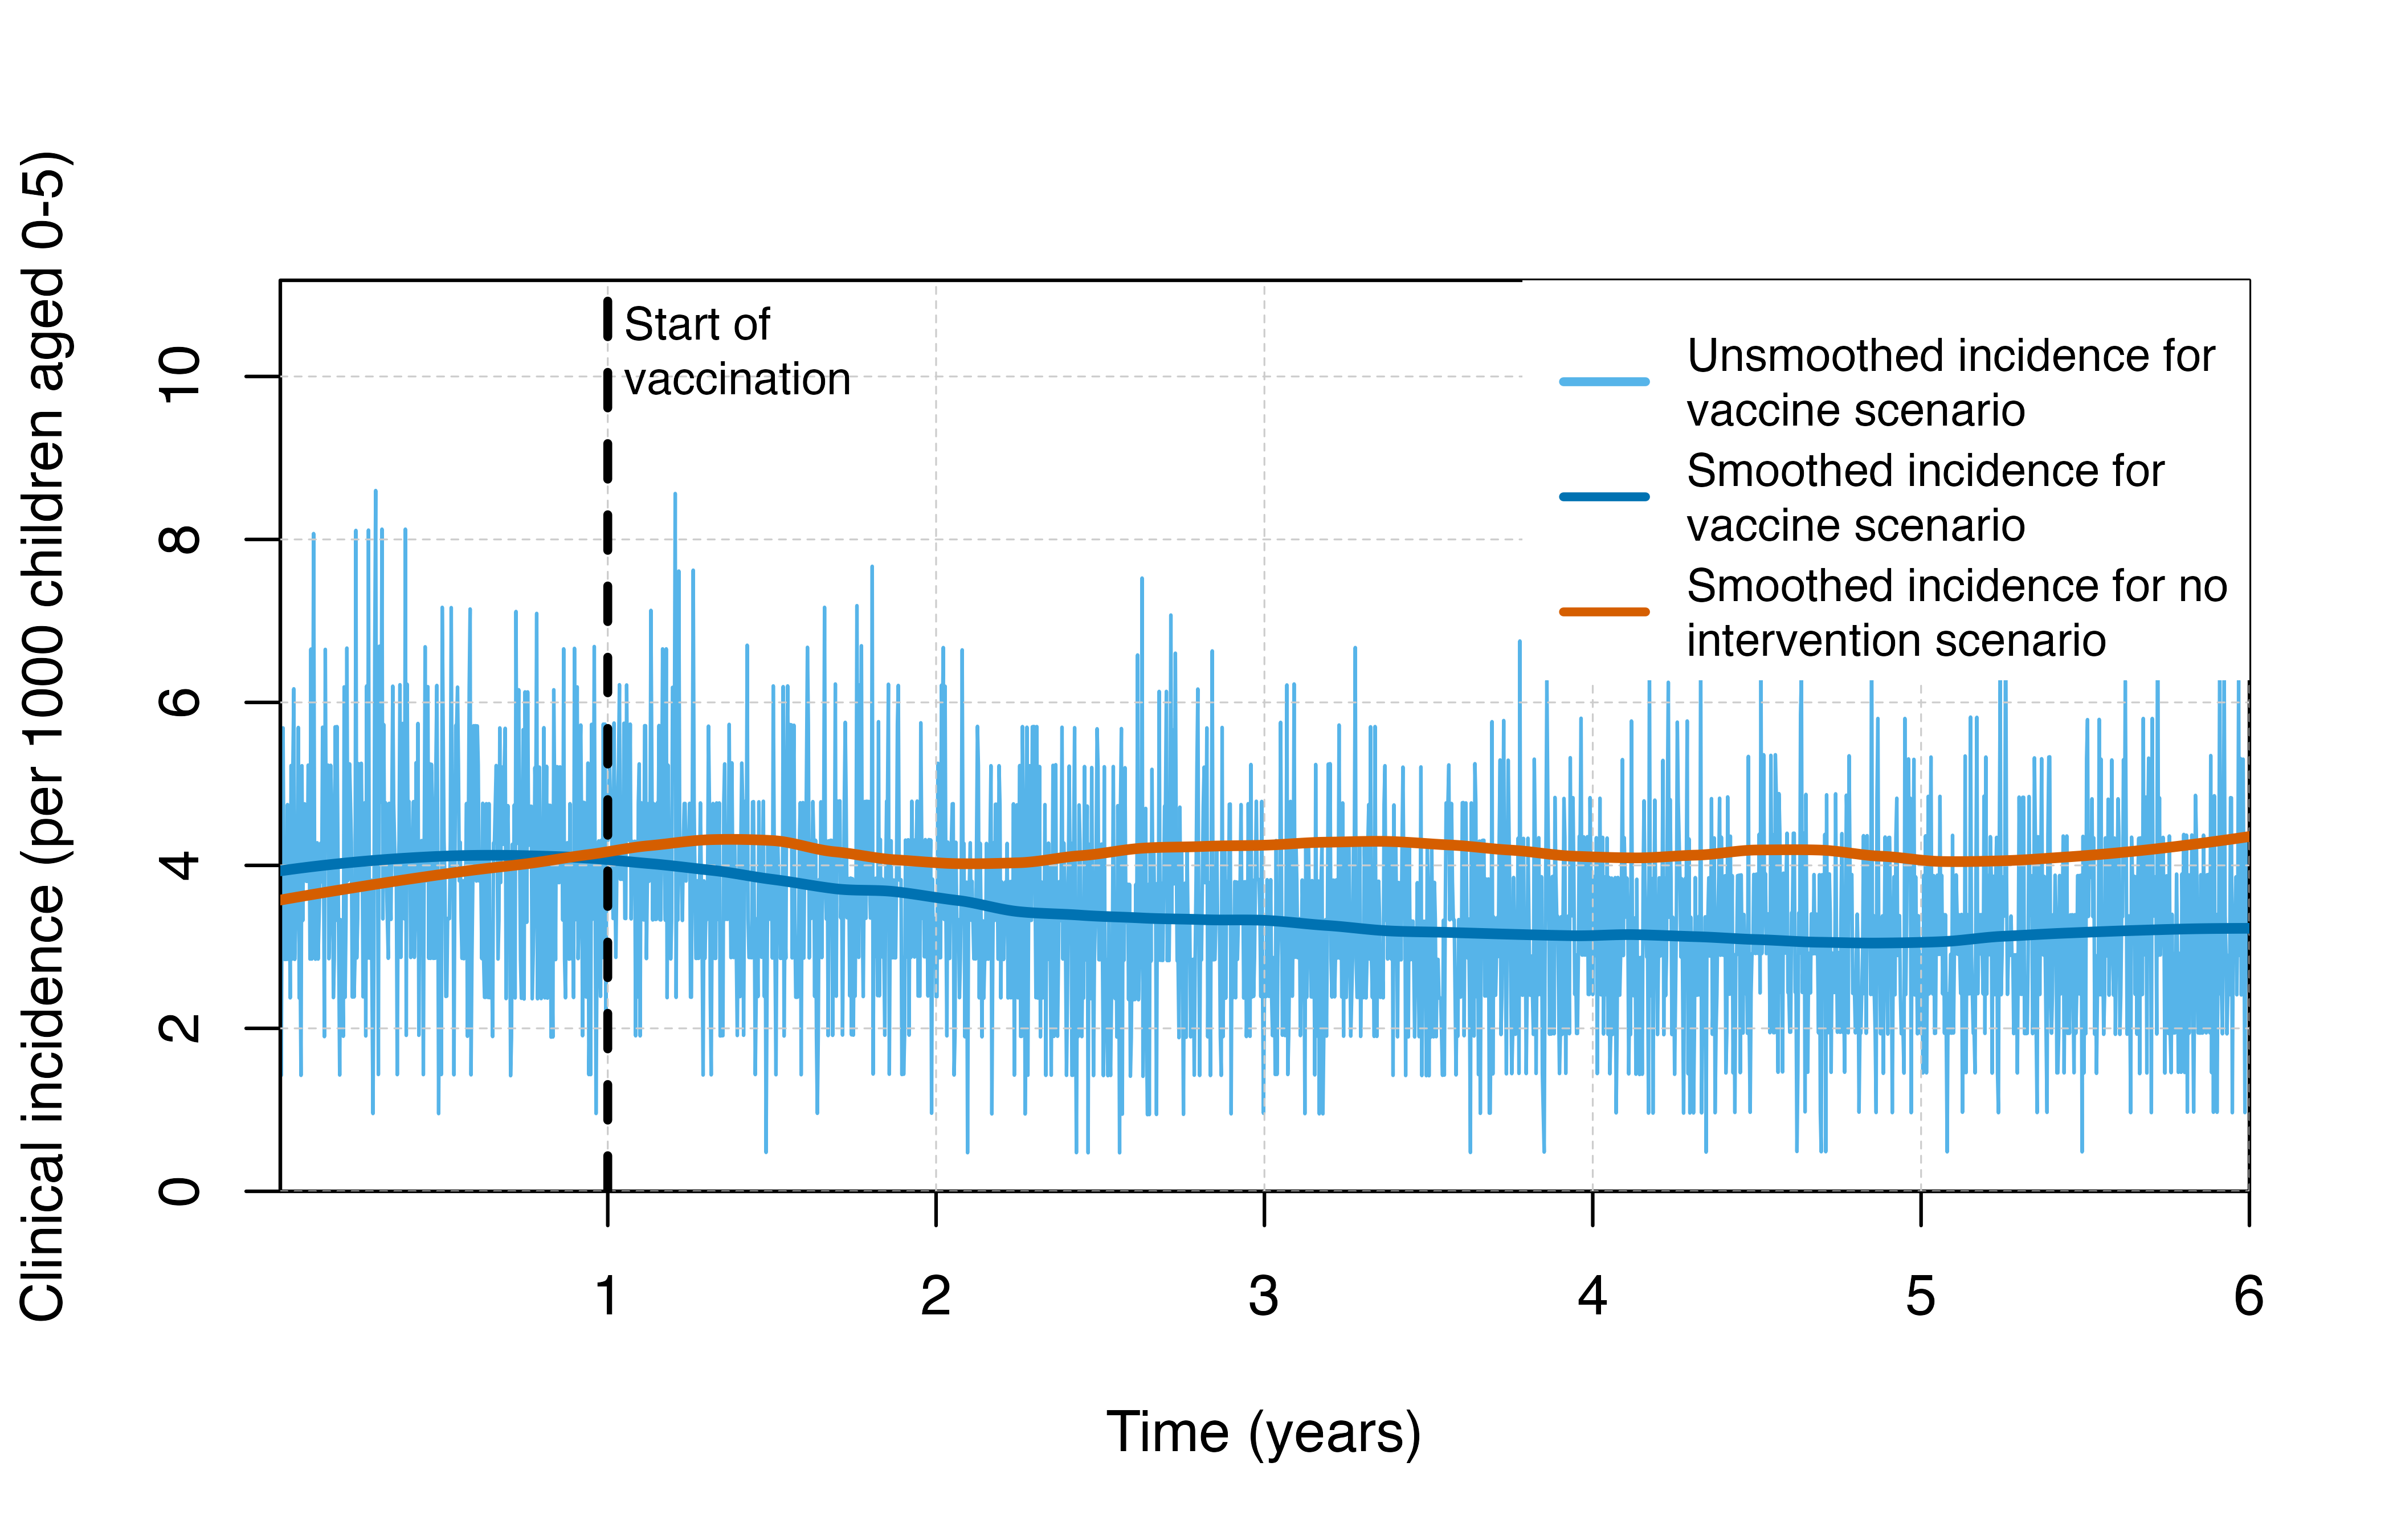 Clinical incidence (per 1000 children aged 0-5)
10
8
6
4
2
0
Start of
vaccination
Unsmoothed incidence for
vaccine scenario
Smoothed incidence for
vaccine scenario
Smoothed incidence for no
intervention scenario
1 2 3 4 5 6
Time (years)